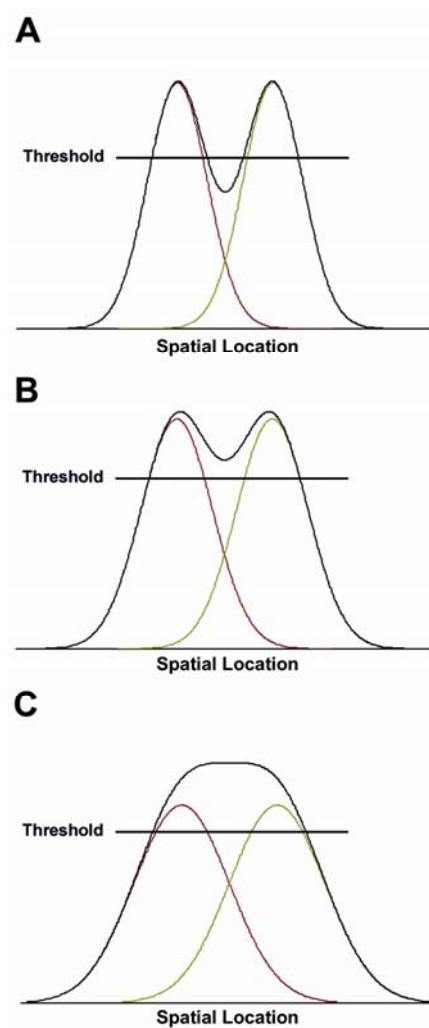 A
Threshold
Spatial Location
B
Threshold
Spatial Location
C
Threshold
Spatial Location